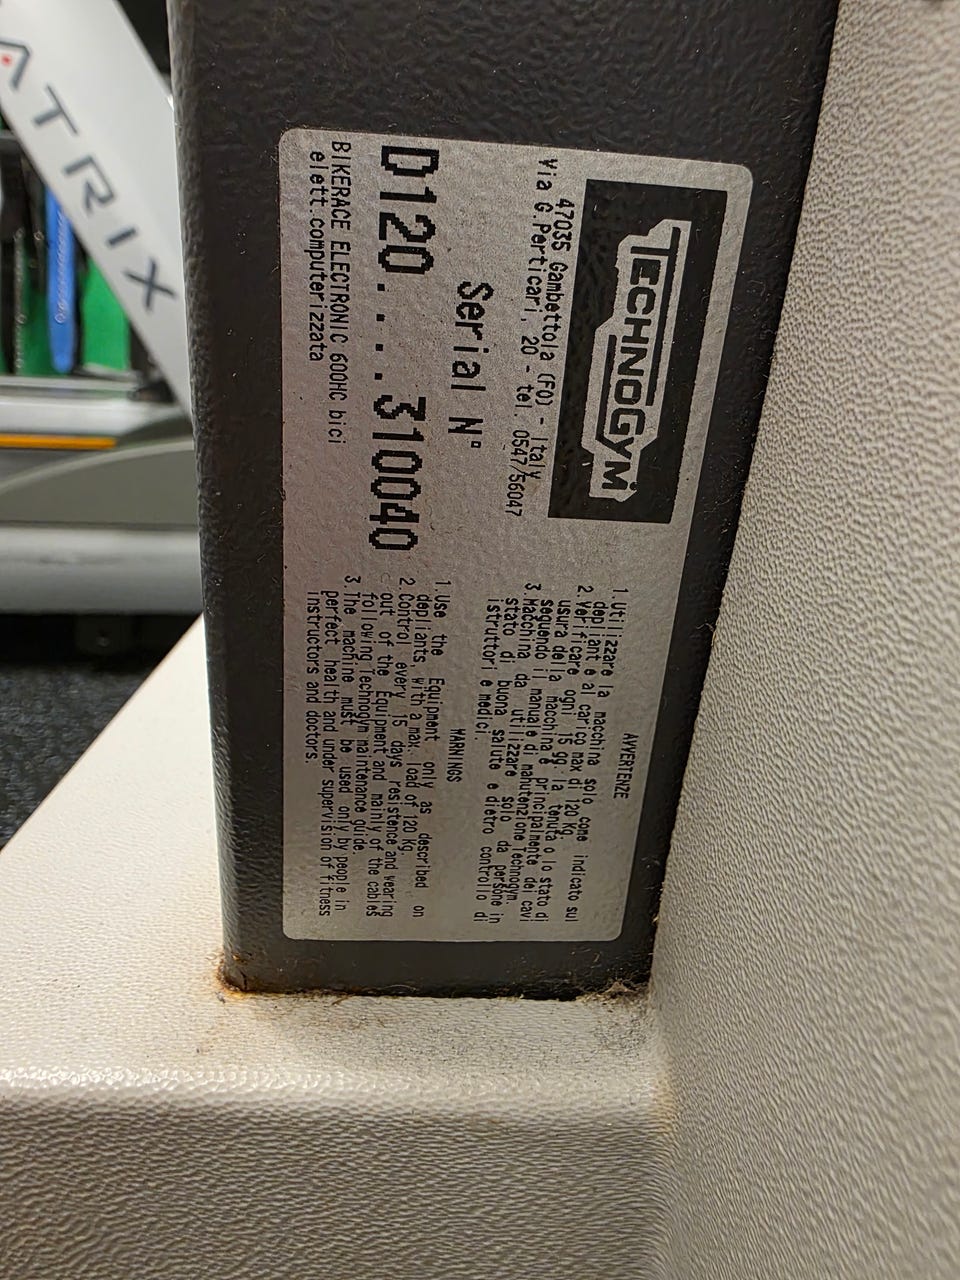 TECHNOGYM
47035 Gambettola (FO) - Italy
Via G.Perticari, 20 - tel. 0547/56047
Serial N°
D120....310040
BIKERACE ELECTRONIC 600HC bici
elett.computerizzata
AVVERTENZE
1.Utilizzare la macchina solo come indicato sul
depliant e al carico max di 120 kg.
2.Verificare ogni 15 gg. la tenuta o lo stato di
usura della macchina e principalmente dei cavi
seguendo il manuale di manutenzione Technogym.
3.Macchina da utilizzare solo da persone in
stato di buona salute e dietro controllo di
istruttori e medici.
WARNINGS
1.Use the Equipment only as described on
depliants, with a max. load of 120 kg.
2.Control every 15 days resistence and wearing
out of the Equipment and mainly of the cables
following Technogym maintenance guide.
3.The machine must be used only by people in
perfect health and under supervision of fitness
instructors and doctors.
ATRIX